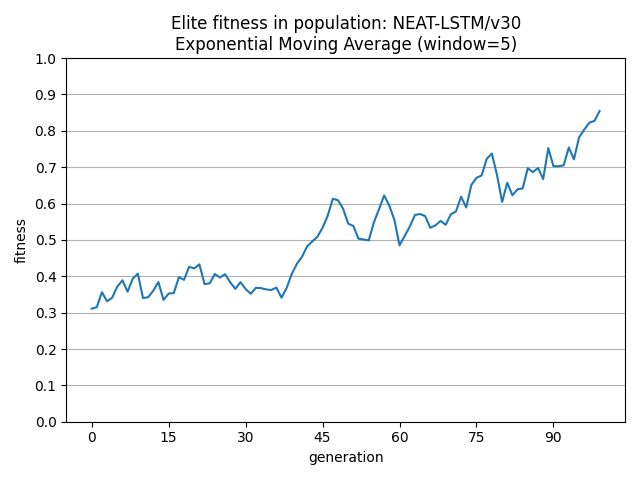 Elite fitness in population: NEAT-LSTM/v30
Exponential Moving Average (window=5)
1.0
0.9
0.8
0.7
0.6
0.5
0.4
0.3
0.2
0.1
0.0
fitness
0 15 30 45 60 75 90
generation